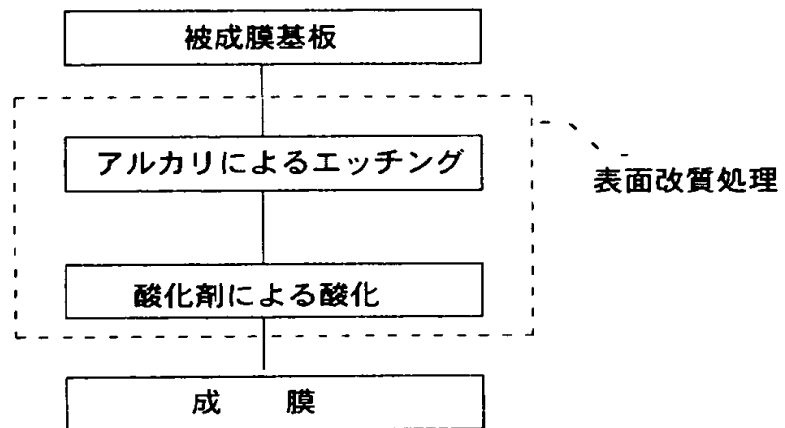 被成膜基板
アルカリによるエッチング
表面改質処理
酸化剤による酸化
成　膜